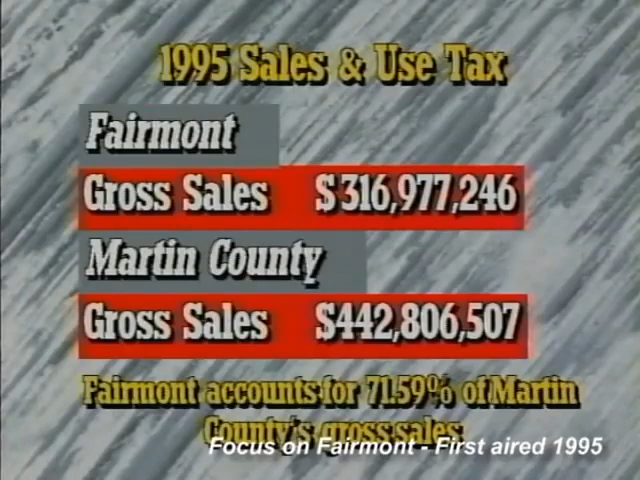 1995 Sales & Use Tax
Fairmont
Gross Sales $316,977,246
Martin County
Gross Sales $442,806,507
Fairmont accounts for 71.59% of Martin
County's gross sales.
Focus on Fairmont - First aired 1995